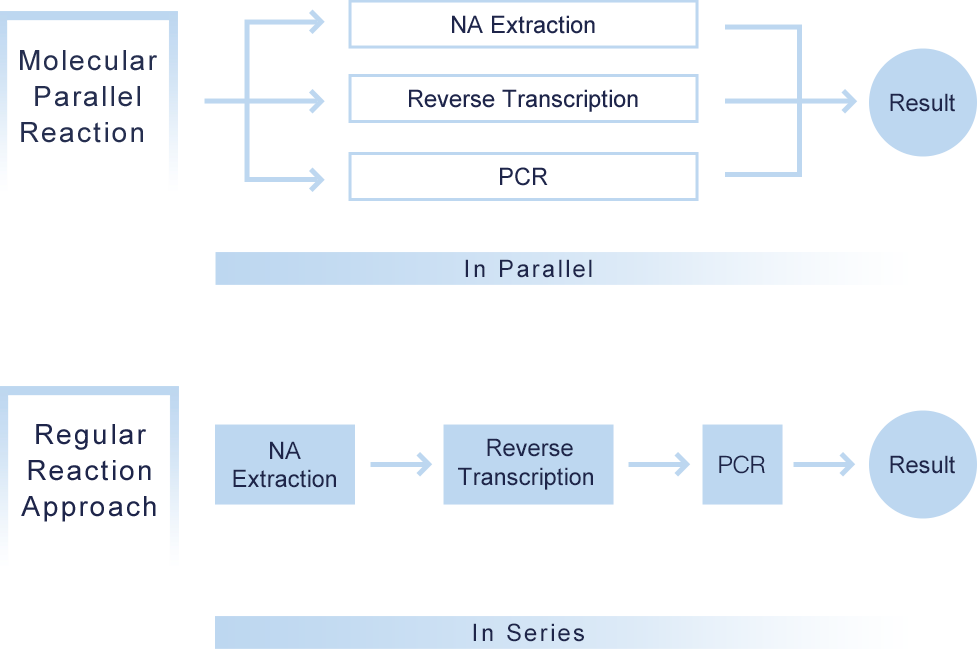 Molecular
Parallel
Reaction
NA Extraction
Reverse Transcription
PCR
Result
In Parallel
Regular
Reaction
Approach
NA
Extraction
Reverse
Transcription
PCR
Result
In Series